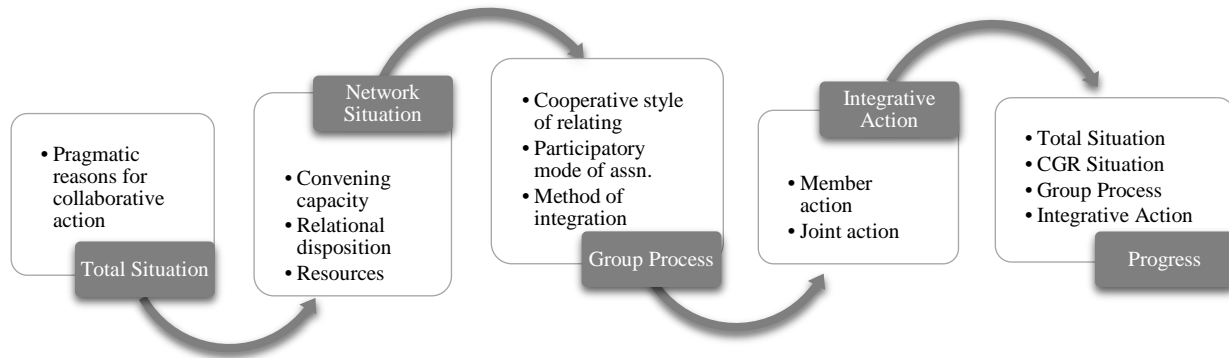 • Pragmatic
reasons for
collaborative
action
Total Situation
Network
Situation
• Convening
capacity
• Relational
disposition
• Resources
• Cooperative style
of relating
• Participatory
mode of assn.
• Method of
integration
Group Process
Integrative
Action
• Member
action
• Joint action
• Total Situation
• CGR Situation
• Group Process
• Integrative Action
Progress